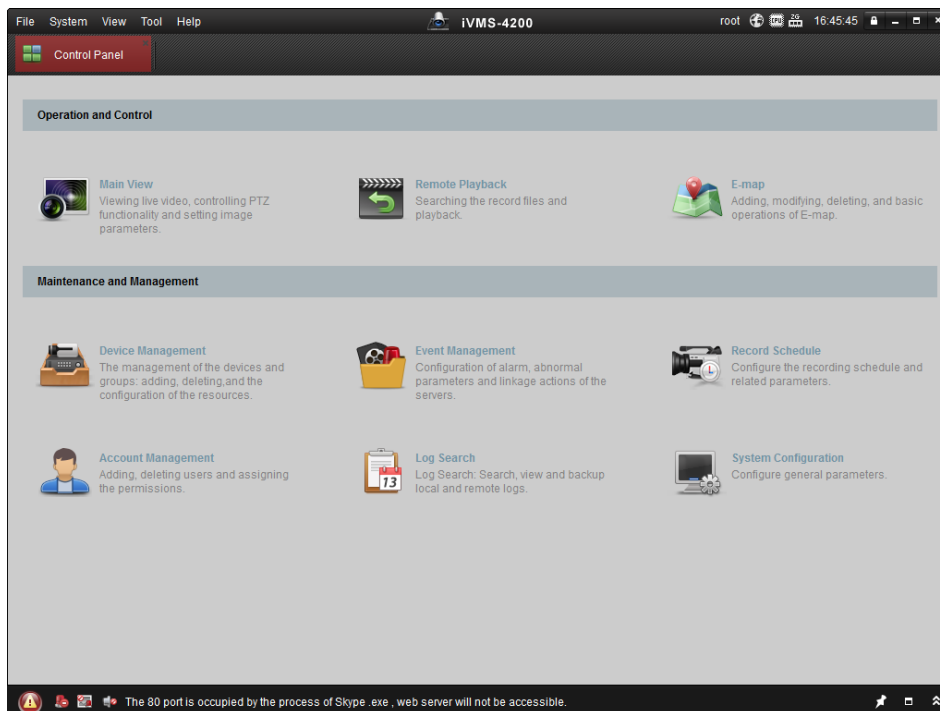 File System View Tool Help
iVMS-4200
root 2G 16:45:45
Control Panel
Operation and Control
Main View
Viewing live video, controlling PTZ
functionality and setting image
parameters.
Remote Playback
Searching the record files and
playback.
E-map
Adding, modifying, deleting, and basic
operations of E-map.
Maintenance and Management
Device Management
The management of the devices and
groups: adding, deleting,and the
configuration of the resources.
Event Management
Configuration of alarm, abnormal
parameters and linkage actions of the
servers.
Record Schedule
Configure the recording schedule and
related parameters.
Account Management
Adding, deleting users and assigning
the permissions.
13
Log Search
Log Search: Search, view and backup
local and remote logs.
System Configuration
Configure general parameters.
The 80 port is occupied by the process of Skype .exe , web server will not be accessible.